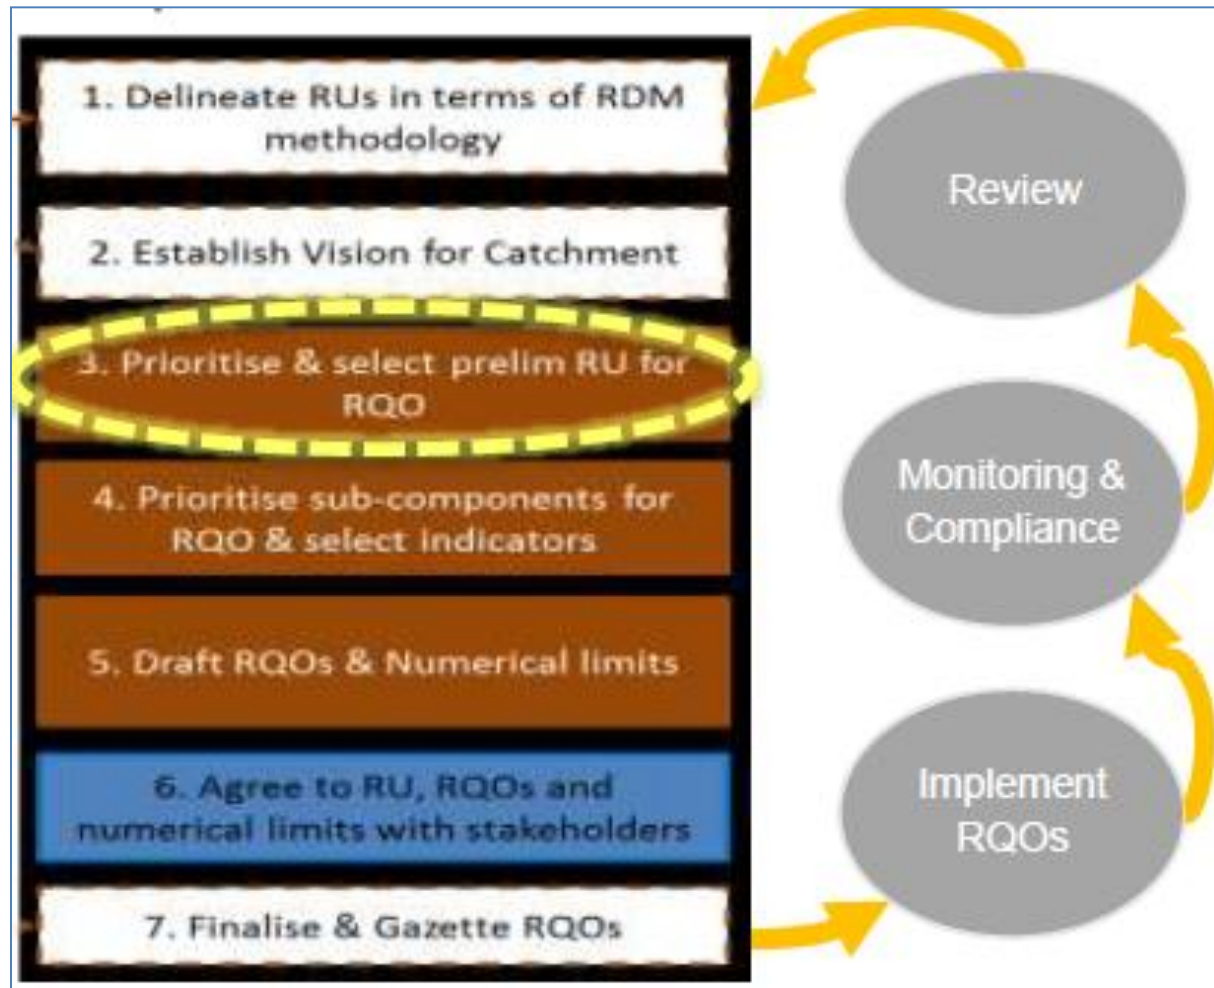 1. Delineate RUs in terms of RDM
methodology
2. Establish Vision for Catchment
3. Prioritise & select prelim RU for
RQO
4. Prioritise sub-components for
RQO & select indicators
5. Draft RQOs & Numerical limits
6. Agree to RU, RQOs and
numerical limits with stakeholders
7. Finalise & Gazette RQOs
Review
Monitoring &
Compliance
Implement
RQOs